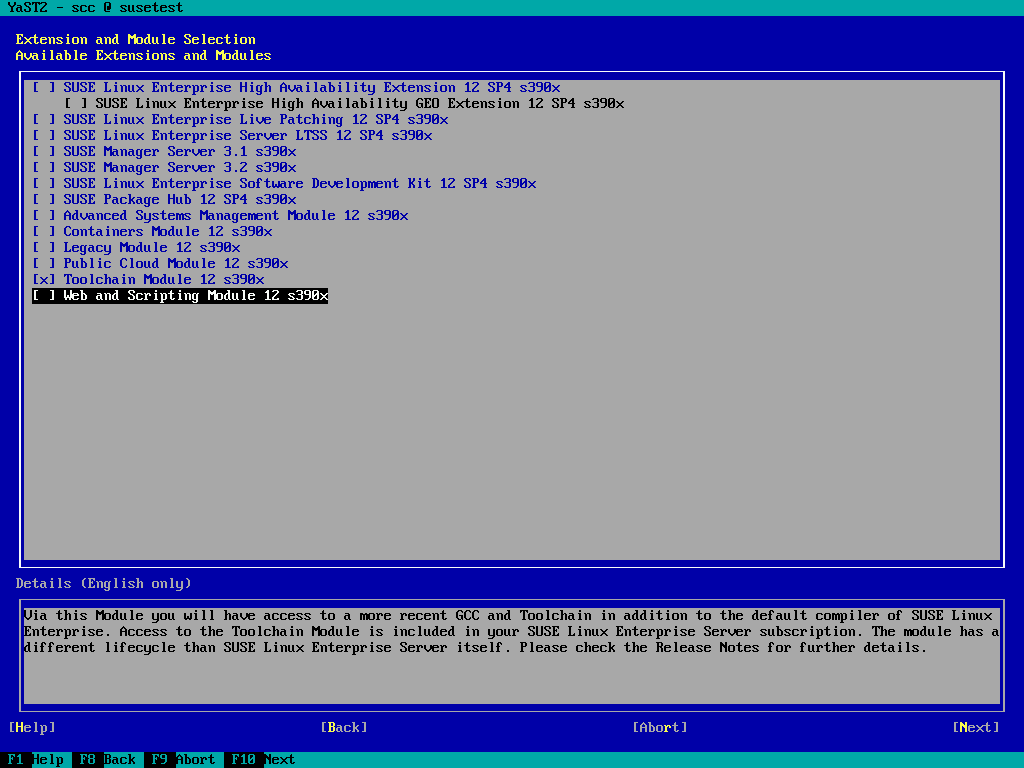 YaST2 - scc @ susetest
Extension and Module Selection
Available Extensions and Modules
[ ] SUSE Linux Enterprise High Availability Extension 12 SP4 s390x
[ ] SUSE Linux Enterprise High Availability GEO Extension 12 SP4 s390x
[ ] SUSE Linux Enterprise Live Patching 12 SP4 s390x
[ ] SUSE Linux Enterprise Server LTSS 12 SP4 s390x
[ ] SUSE Manager Server 3.1 s390x
[ ] SUSE Manager Server 3.2 s390x
[ ] SUSE Linux Enterprise Software Development Kit 12 SP4 s390x
[ ] SUSE Package Hub 12 SP4 s390x
[ ] Advanced Systems Management Module 12 s390x
[ ] Containers Module 12 s390x
[ ] Legacy Module 12 s390x
[ ] Public Cloud Module 12 s390x
[x] Toolchain Module 12 s390x
[ ] Web and Scripting Module 12 s390x
Details (English only)
Via this Module you will have access to a more recent GCC and Toolchain in addition to the default compiler of SUSE Linux
Enterprise. Access to the Toolchain Module is included in your SUSE Linux Enterprise Server subscription. The module has a
different lifecycle than SUSE Linux Enterprise Server itself. Please check the Release Notes for further details.
[Help] [Back] [Abort] [Next]
F1 Help F8 Back F9 Abort F10 Next